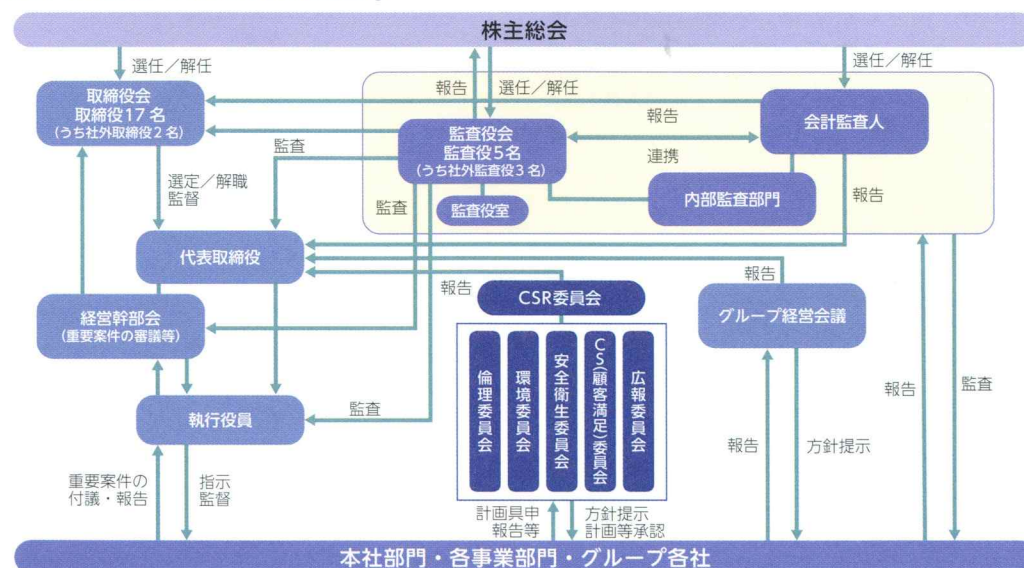 株主総会
選任／解任
報告
選任／解任
選任／解任
取締役会
取締役17名
(うち社外取締役2名)
監査役会
監査役5名
(うち社外監査役3名)
会計監査人
報告
連携
監査
選定／解職
監督
監査
監査役室
内部監査部門
報告
代表取締役
報告
CSR委員会
報告
グループ経営会議
経営幹部会
(重要案件の審議等)
倫理委員会
環境委員会
安全衛生委員会
CS(顧客満足)委員会
広報委員会
執行役員
監査
報告
監査
報告
方針提示
重要案件の
付議・報告
指示
監督
計画具申
報告等
方針提示
計画等承認
本社部門・各事業部門・グループ各社